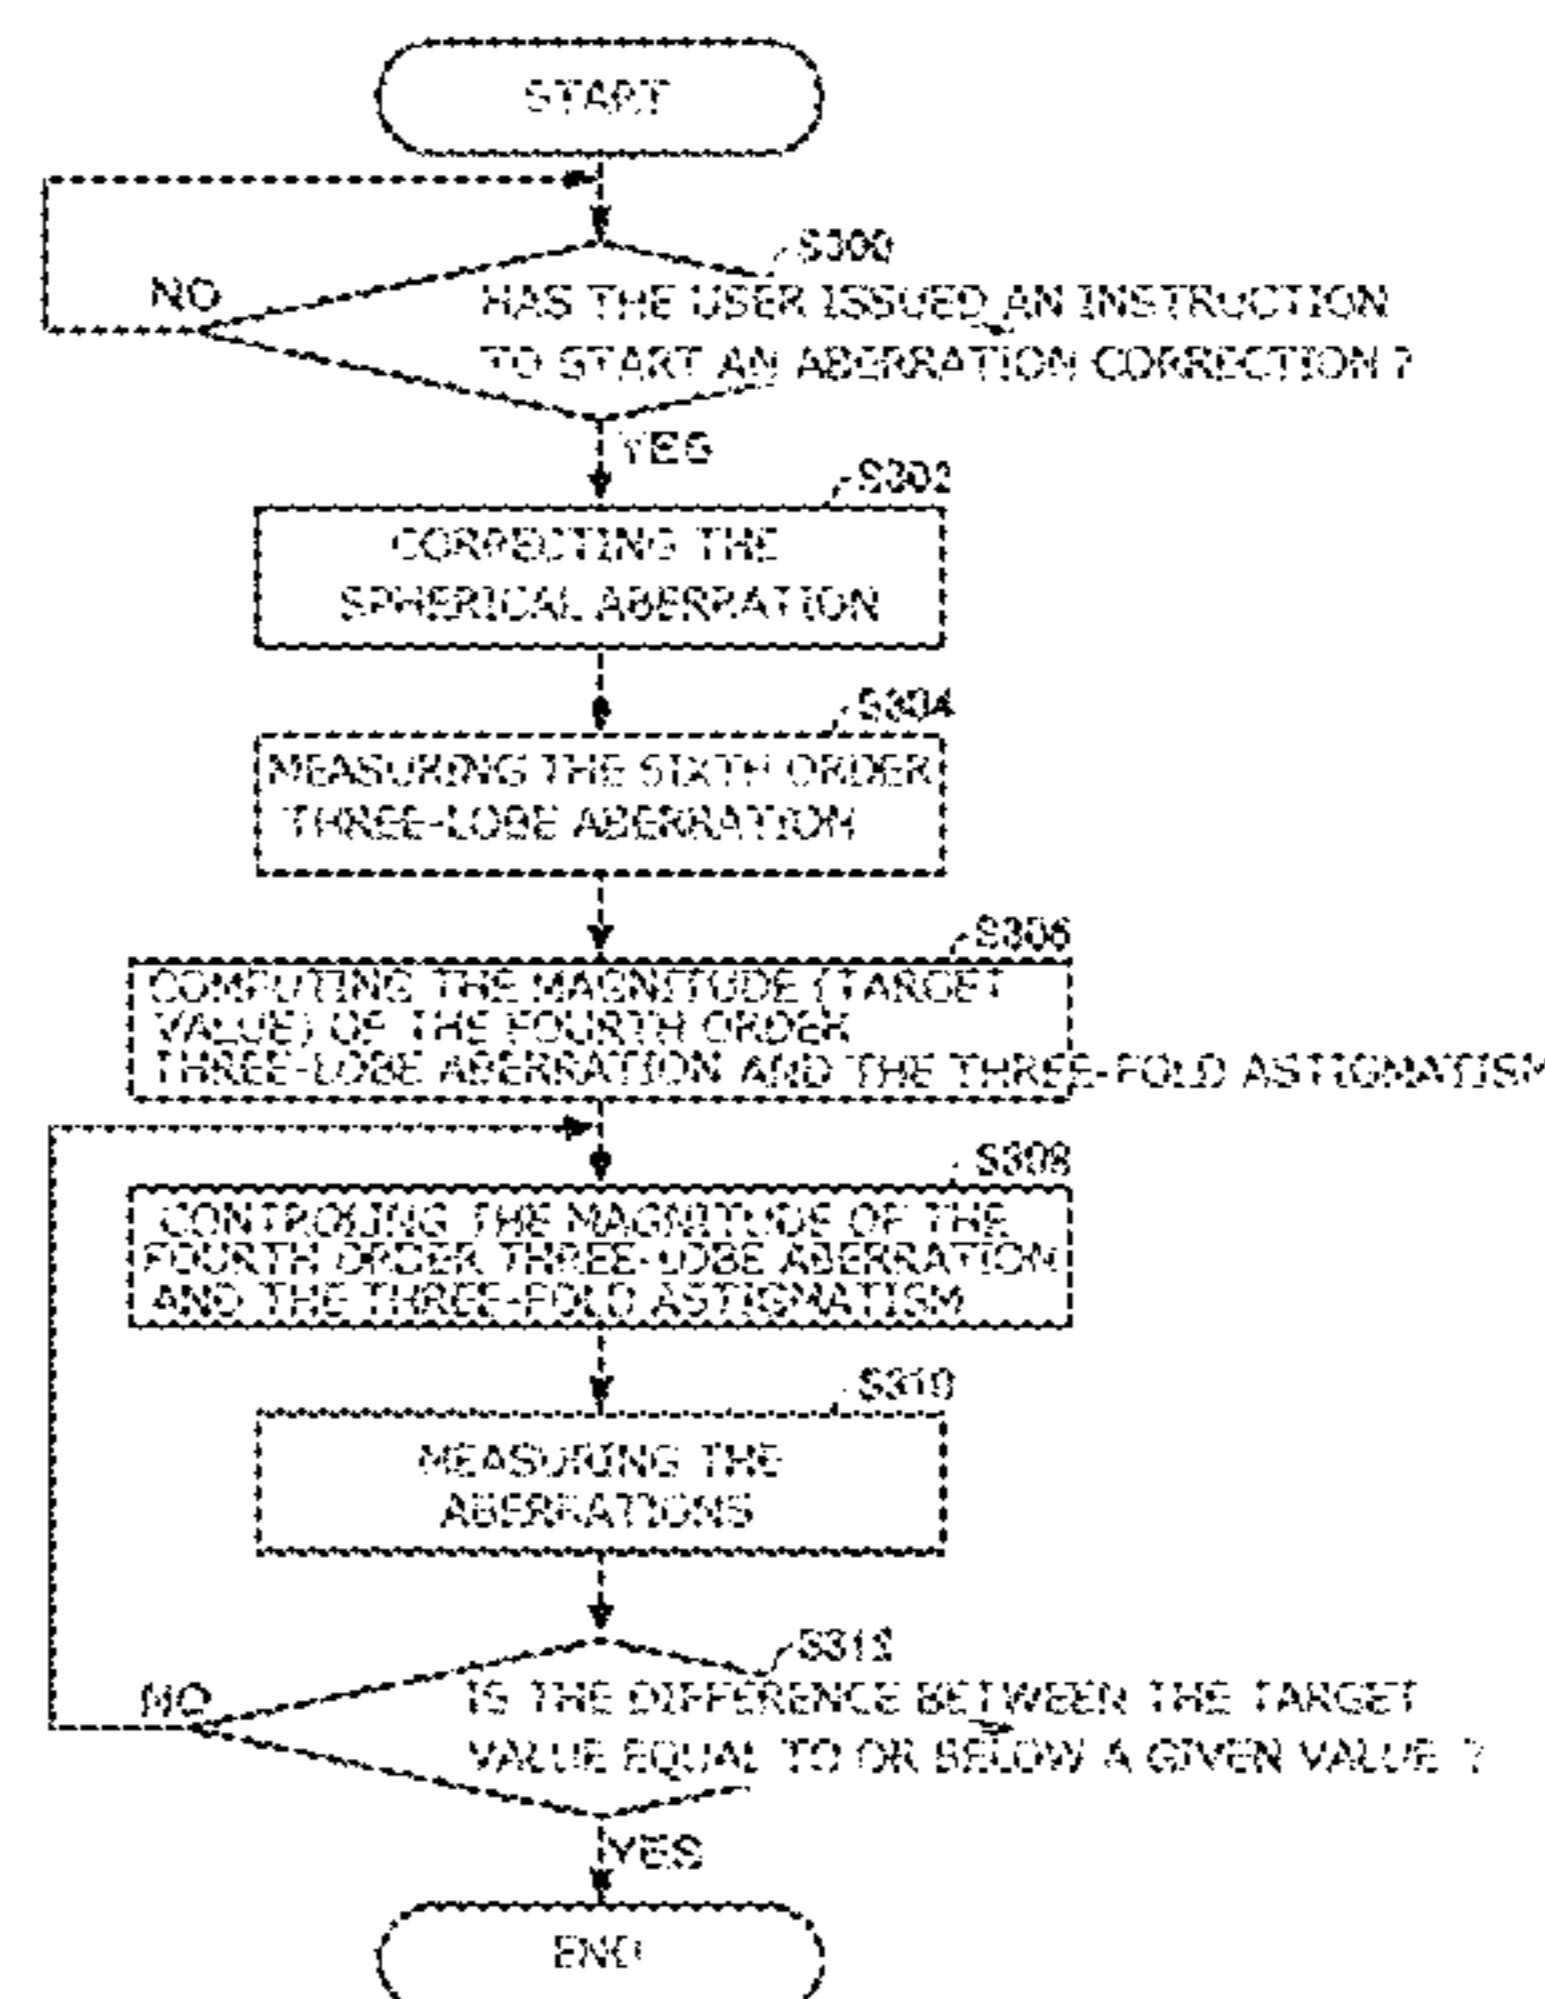 START
S300
NO
HAS THE USER ISSUED AN INSTRUCTION
TO START AN ABERRATION CORRECTION ?
YES
S302
CORRECTING THE
SPHERICAL ABERRATION
S304
MEASURING THE SIXTH ORDER
THREE-LOBE ABERRATION
S306
COMPUTING THE MAGNITUDE (TARGET
VALUE) OF THE FOURTH ORDER
THREE-LOBE ABERRATION AND THE THREE-FOLD ASTIGMATISM
S308
CONTROLING THE MAGNITUDE OF THE
FOURTH ORDER THREE-LOBE ABERRATION
AND THE THREE-FOLD ASTIGMATISM
S310
MEASURING THE
ABERRATIONS
S312
NO
IS THE DIFFERENCE BETWEEN THE TARGET
VALUE EQUAL TO OR BELOW A GIVEN VALUE ?
YES
END